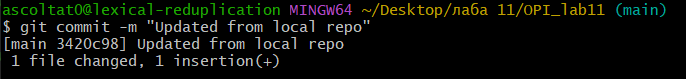 ascoltat0@lexical-reduplication MINGW64 ~/Desktop/лаба 11/OPI_lab11 (main)
$ git commit -m "Updated from local repo"
[main 3420c98] Updated from local repo
 1 file changed, 1 insertion(+)